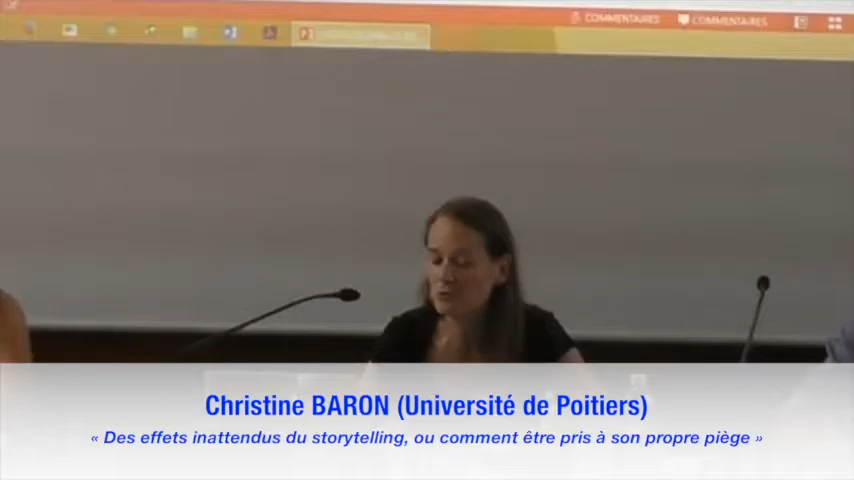 COMMENTAIRES COMMENTAIRES
Christine BARON (Université de Poitiers)
« Des effets inattendus du storytelling, ou comment être pris à son propre piège »